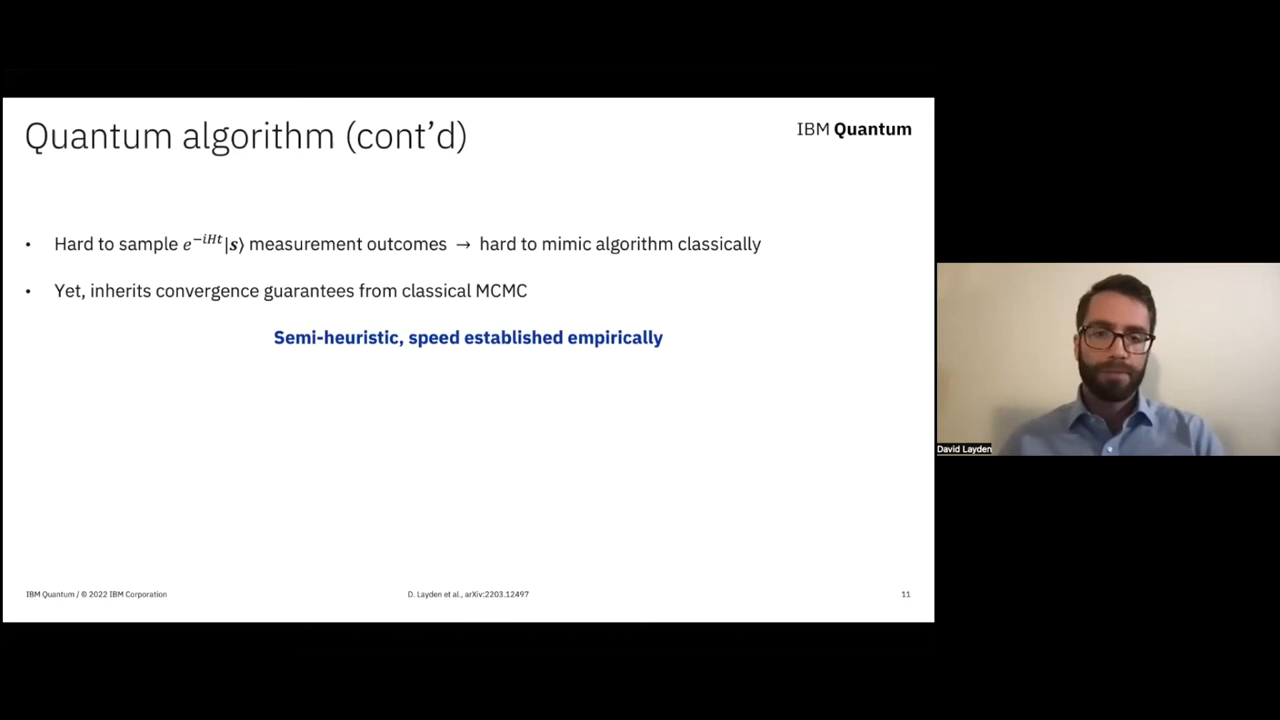 Quantum algorithm (cont’d)
IBM Quantum
• Hard to sample e^{-iHt}|s⟩ measurement outcomes → hard to mimic algorithm classically
• Yet, inherits convergence guarantees from classical MCMC
Semi-heuristic, speed established empirically
David Layden
IBM Quantum / © 2022 IBM Corporation
D. Layden et al., arXiv:2203.12497
11